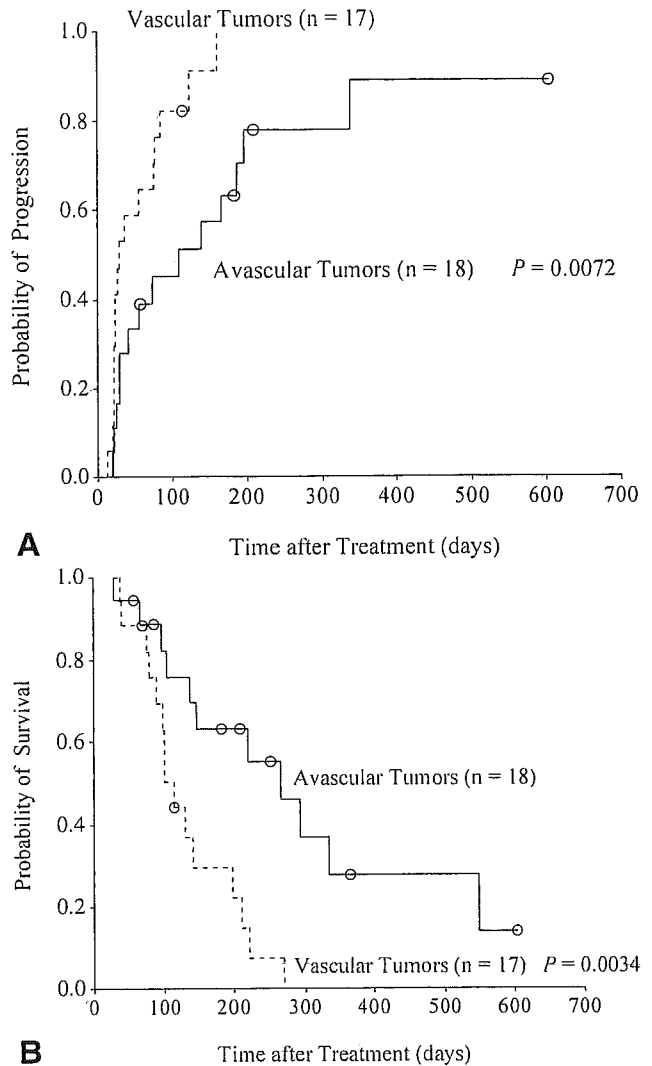 Vascular Tumors (n = 17)
1.0
0.8
0.6
0.4
0.2
0.0
Probability of Progression
Avascular Tumors (n = 18) P = 0.0072
0 100 200 300 400 500 600 700
A
Time after Treatment (days)
1.0
0.8
0.6
0.4
0.2
0.0
Probability of Survival
Avascular Tumors (n = 18)
Vascular Tumors (n = 17) P = 0.0034
0 100 200 300 400 500 600 700
B
Time after Treatment (days)